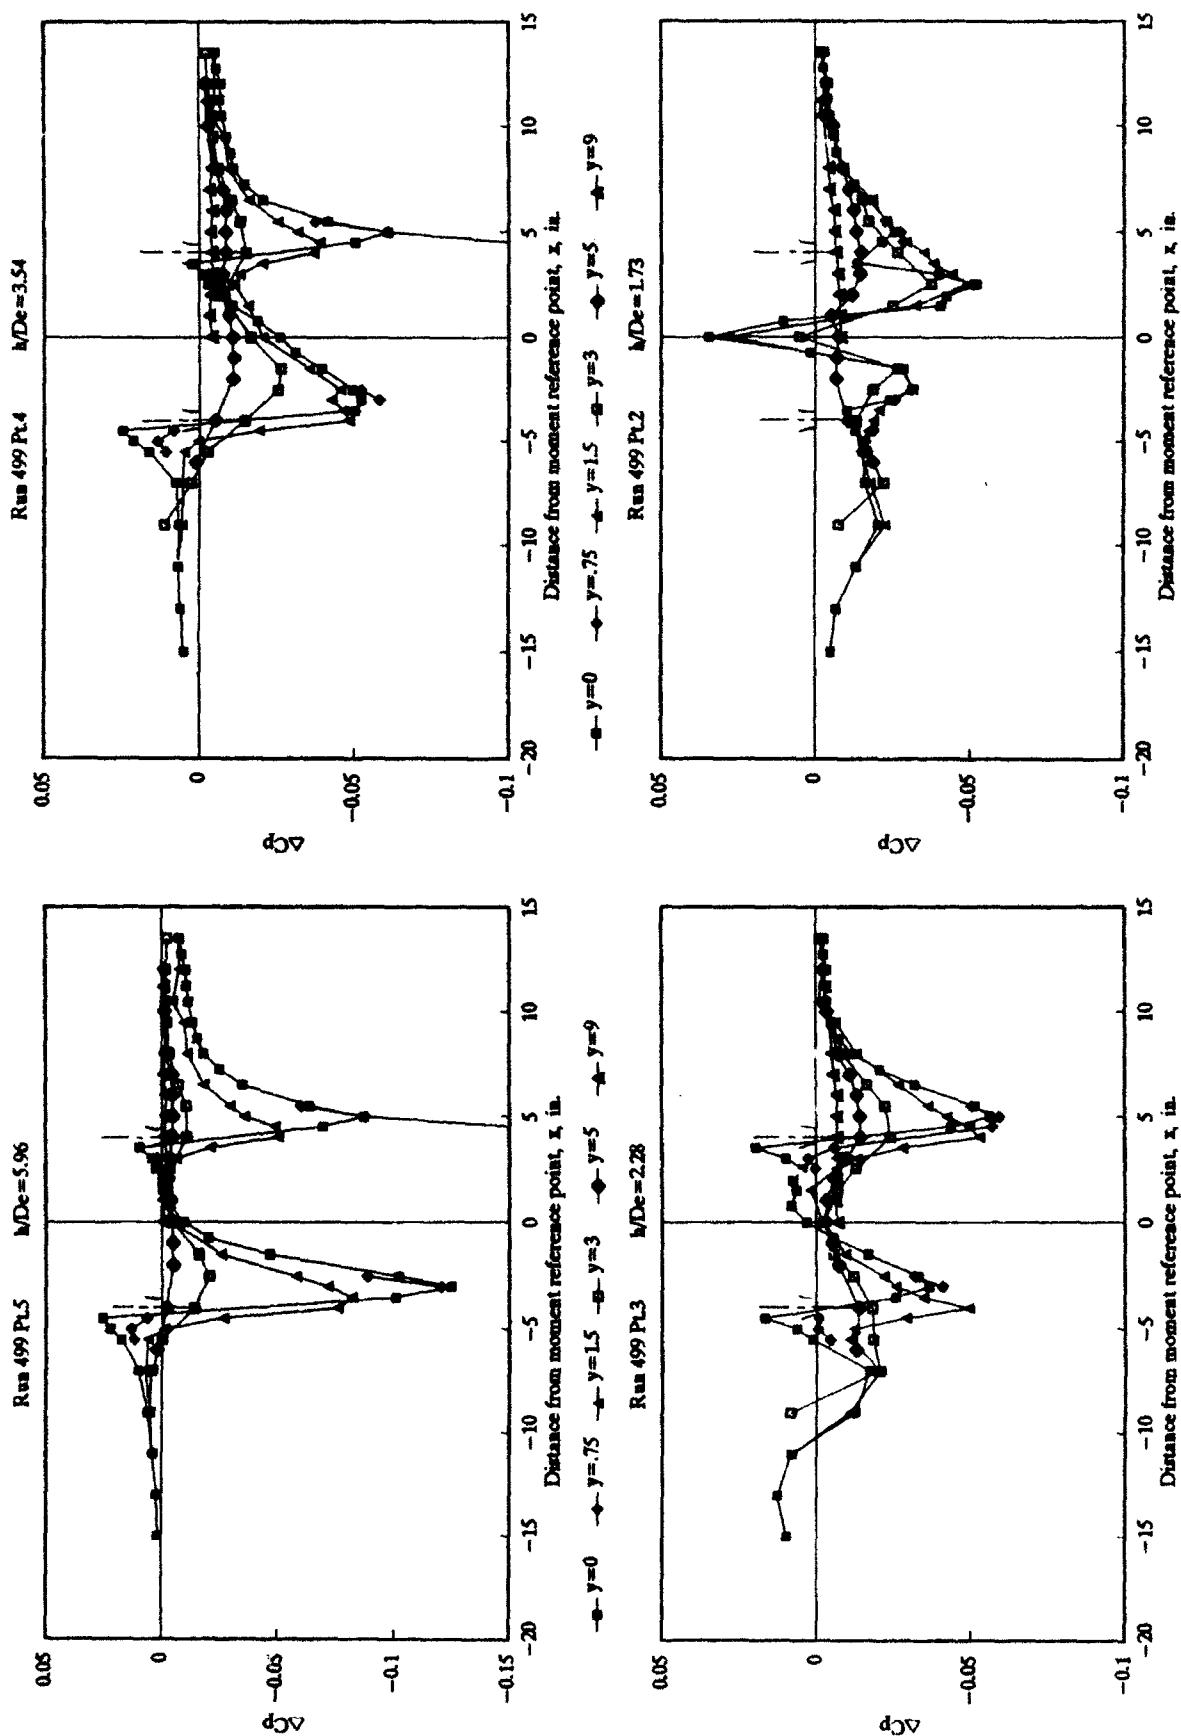 Run 499 Pt.5 h/De=5.96
0.05
0
−0.05
−0.1
−0.15
ΔCp
−20 −15 −10 −5 0 5 10 15
Distance from moment reference point, x, in.
y=0 y=.75 y=1.5 y=3 y=5 y=9
Run 499 Pt.4 h/De=3.54
0.05
0
−0.05
−0.1
ΔCp
−20 −15 −10 −5 0 5 10 15
Distance from moment reference point, x, in.
y=0 y=.75 y=1.5 y=3 y=5 y=9
Run 499 Pt.3 h/De=2.28
0.05
0
−0.05
−0.1
ΔCp
−20 −15 −10 −5 0 5 10 15
Distance from moment reference point, x, in.
Run 499 Pt.2 h/De=1.73
0.05
0
−0.05
−0.1
ΔCp
−20 −15 −10 −5 0 5 10 15
Distance from moment reference point, x, in.